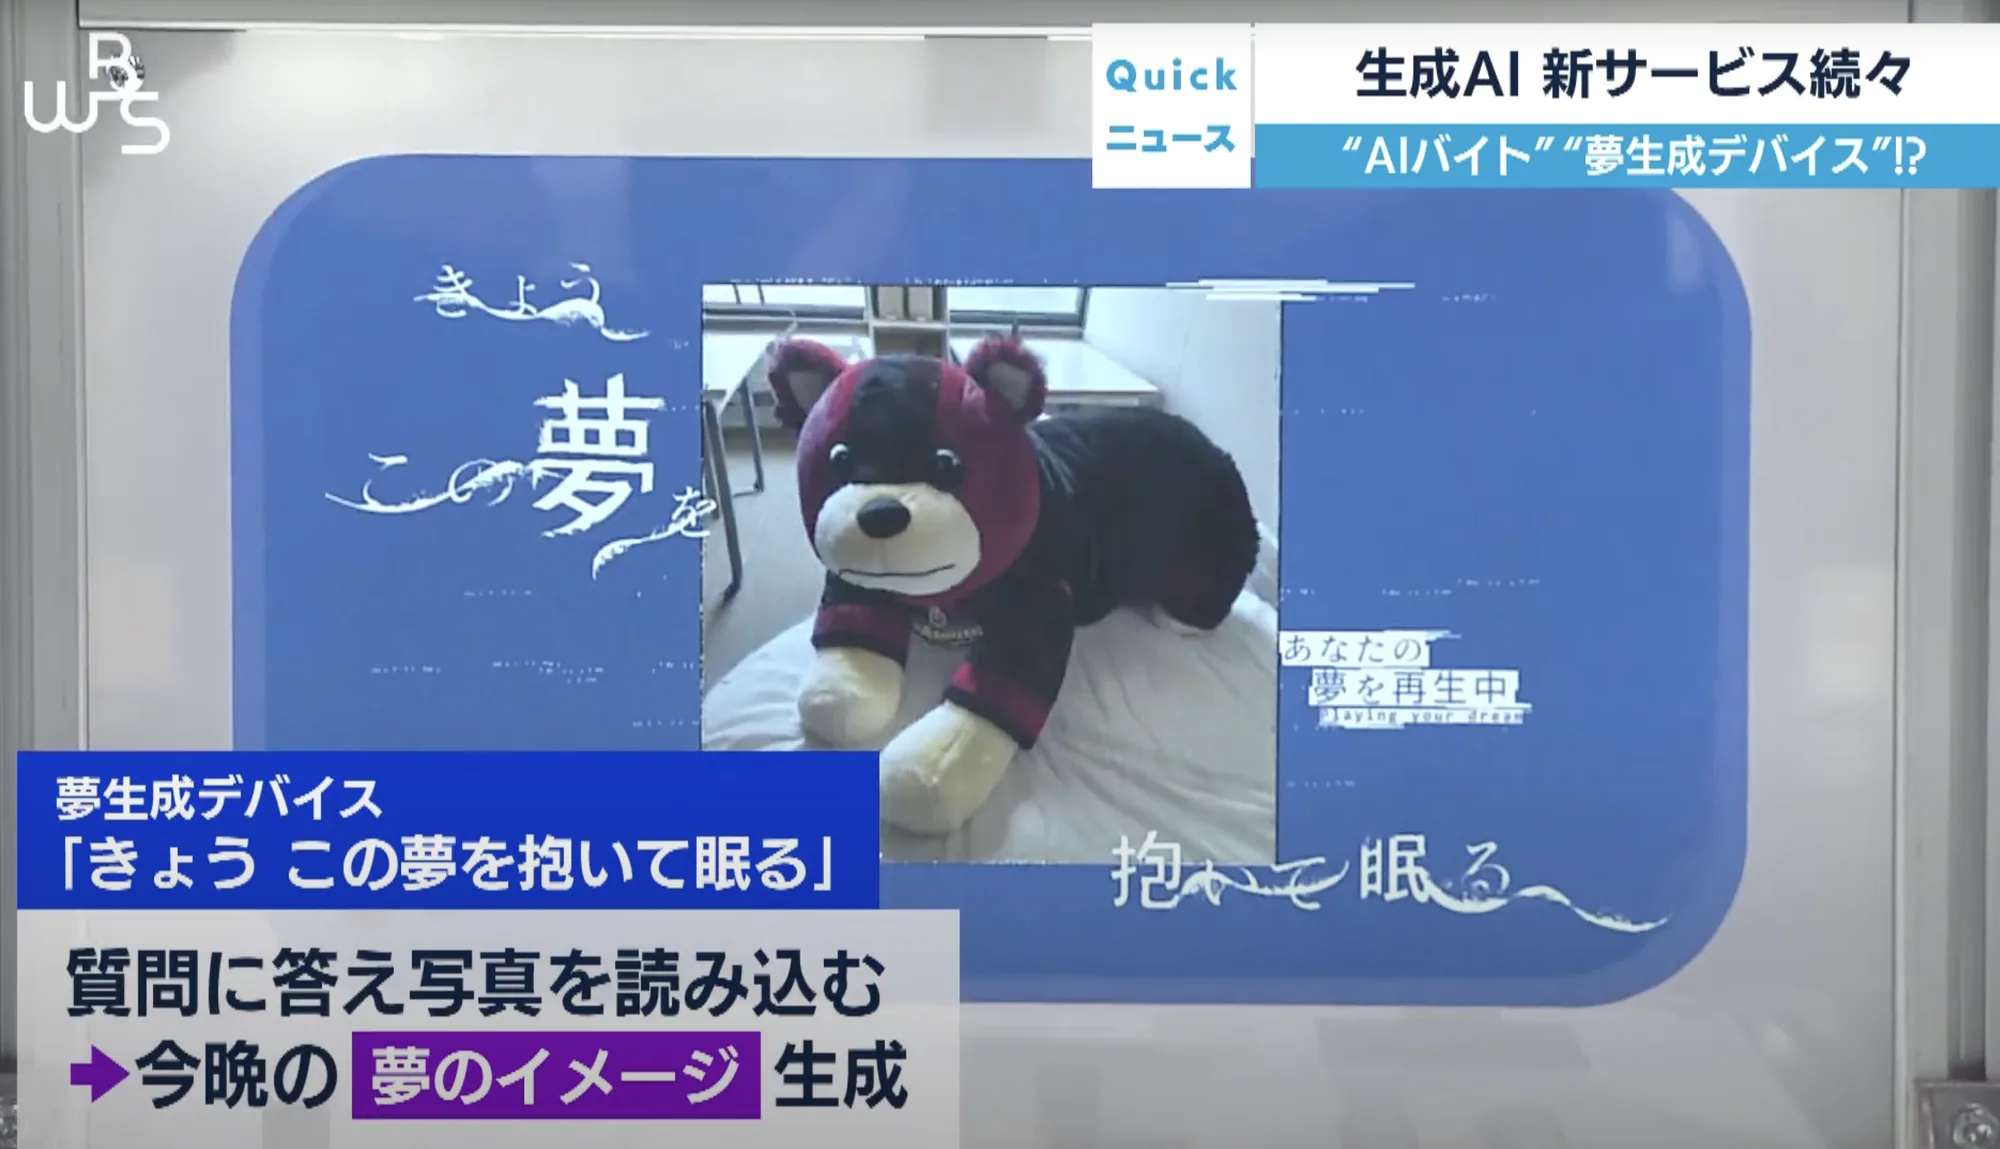 WBS
Quick
ニュース
生成AI 新サービス続々
“AIバイト”“夢生成デバイス”!?
きょう
この夢を
あなたの
夢を再生中
Playing your dream
抱いて眠る
夢生成デバイス
「きょう この夢を抱いて眠る」
質問に答え写真を読み込む
➡今晩の 夢のイメージ 生成